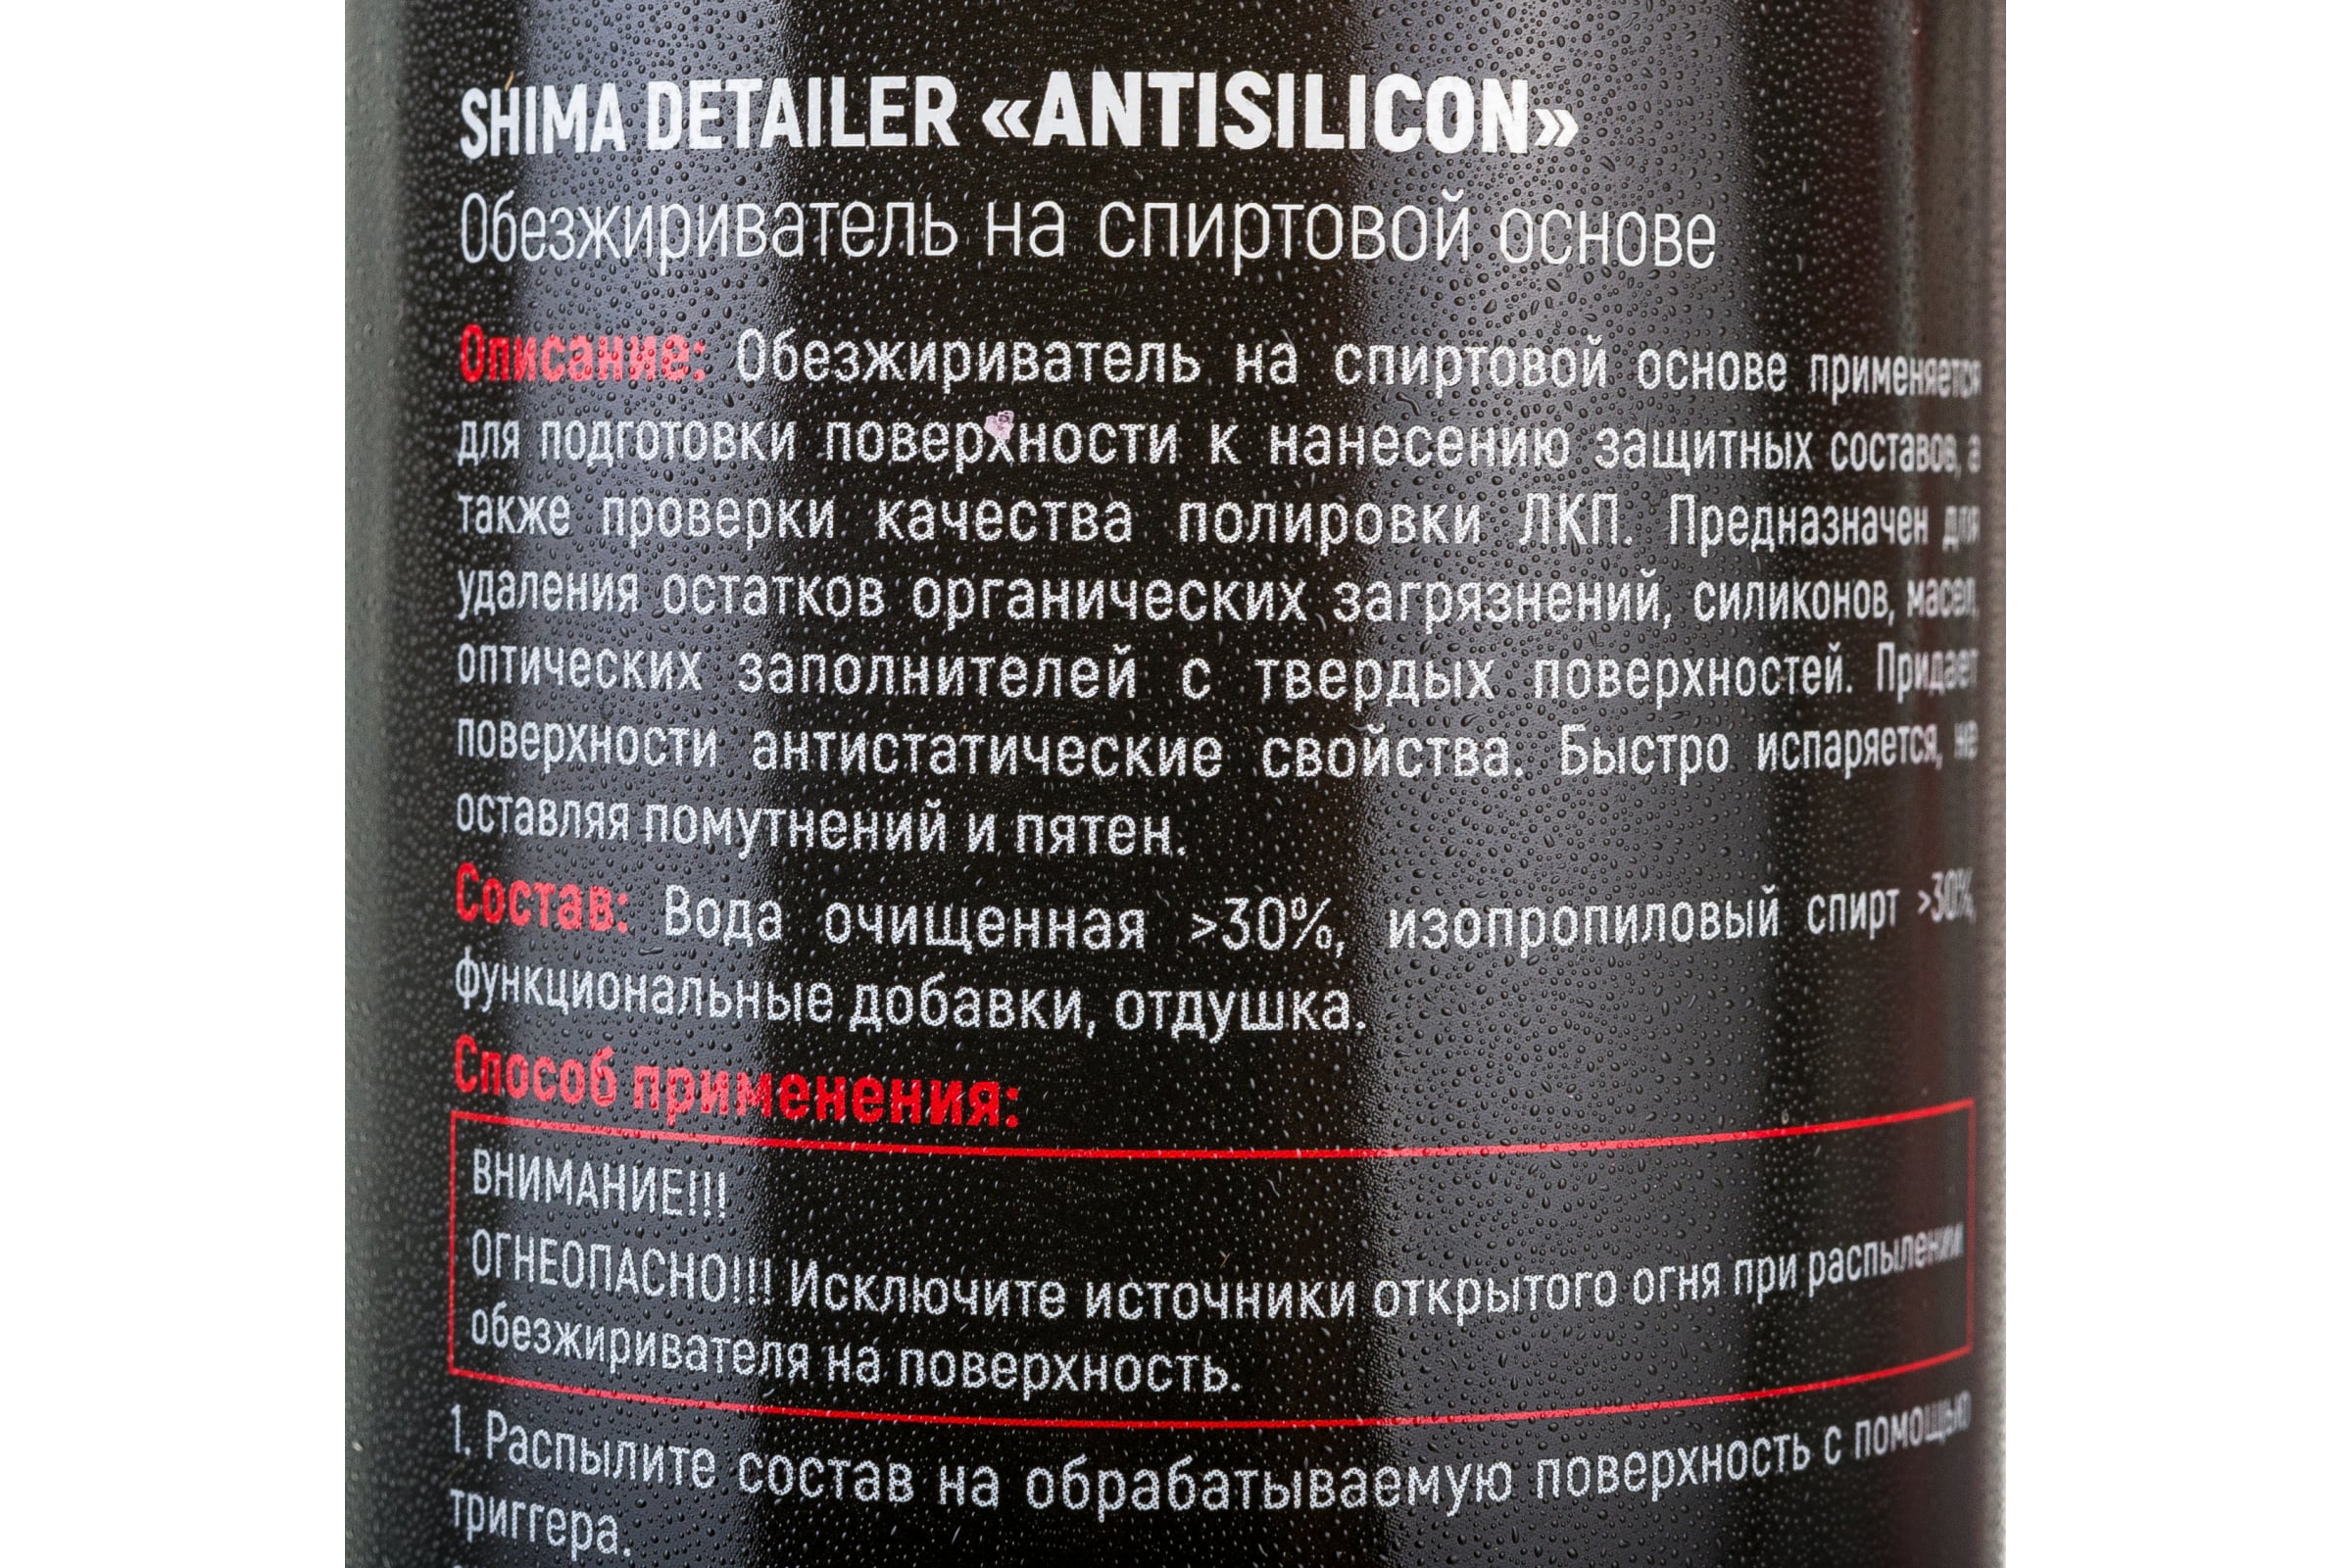 SHIMA DETAILER «ANTISILICON»
Обезжириватель на спиртовой основе
Описание: Обезжириватель на спиртовой основе применяется
для подготовки поверхности к нанесению защитных составов, а
также проверки качества полировки ЛКП. Предназначен для
удаления остатков органических загрязнений, силиконов, масел,
оптических заполнителей с твердых поверхностей. Придает
поверхности антистатические свойства. Быстро испаряется, не
оставляя помутнений и пятен.
Состав: Вода очищенная >30%, изопропиловый спирт >30%,
функциональные добавки, отдушка.
Способ применения:
ВНИМАНИЕ!!!
ОГНЕОПАСНО!!! Исключите источники открытого огня при распылении
обезжиривателя на поверхность.
1. Распылите состав на обрабатываемую поверхность с помощью
триггера.